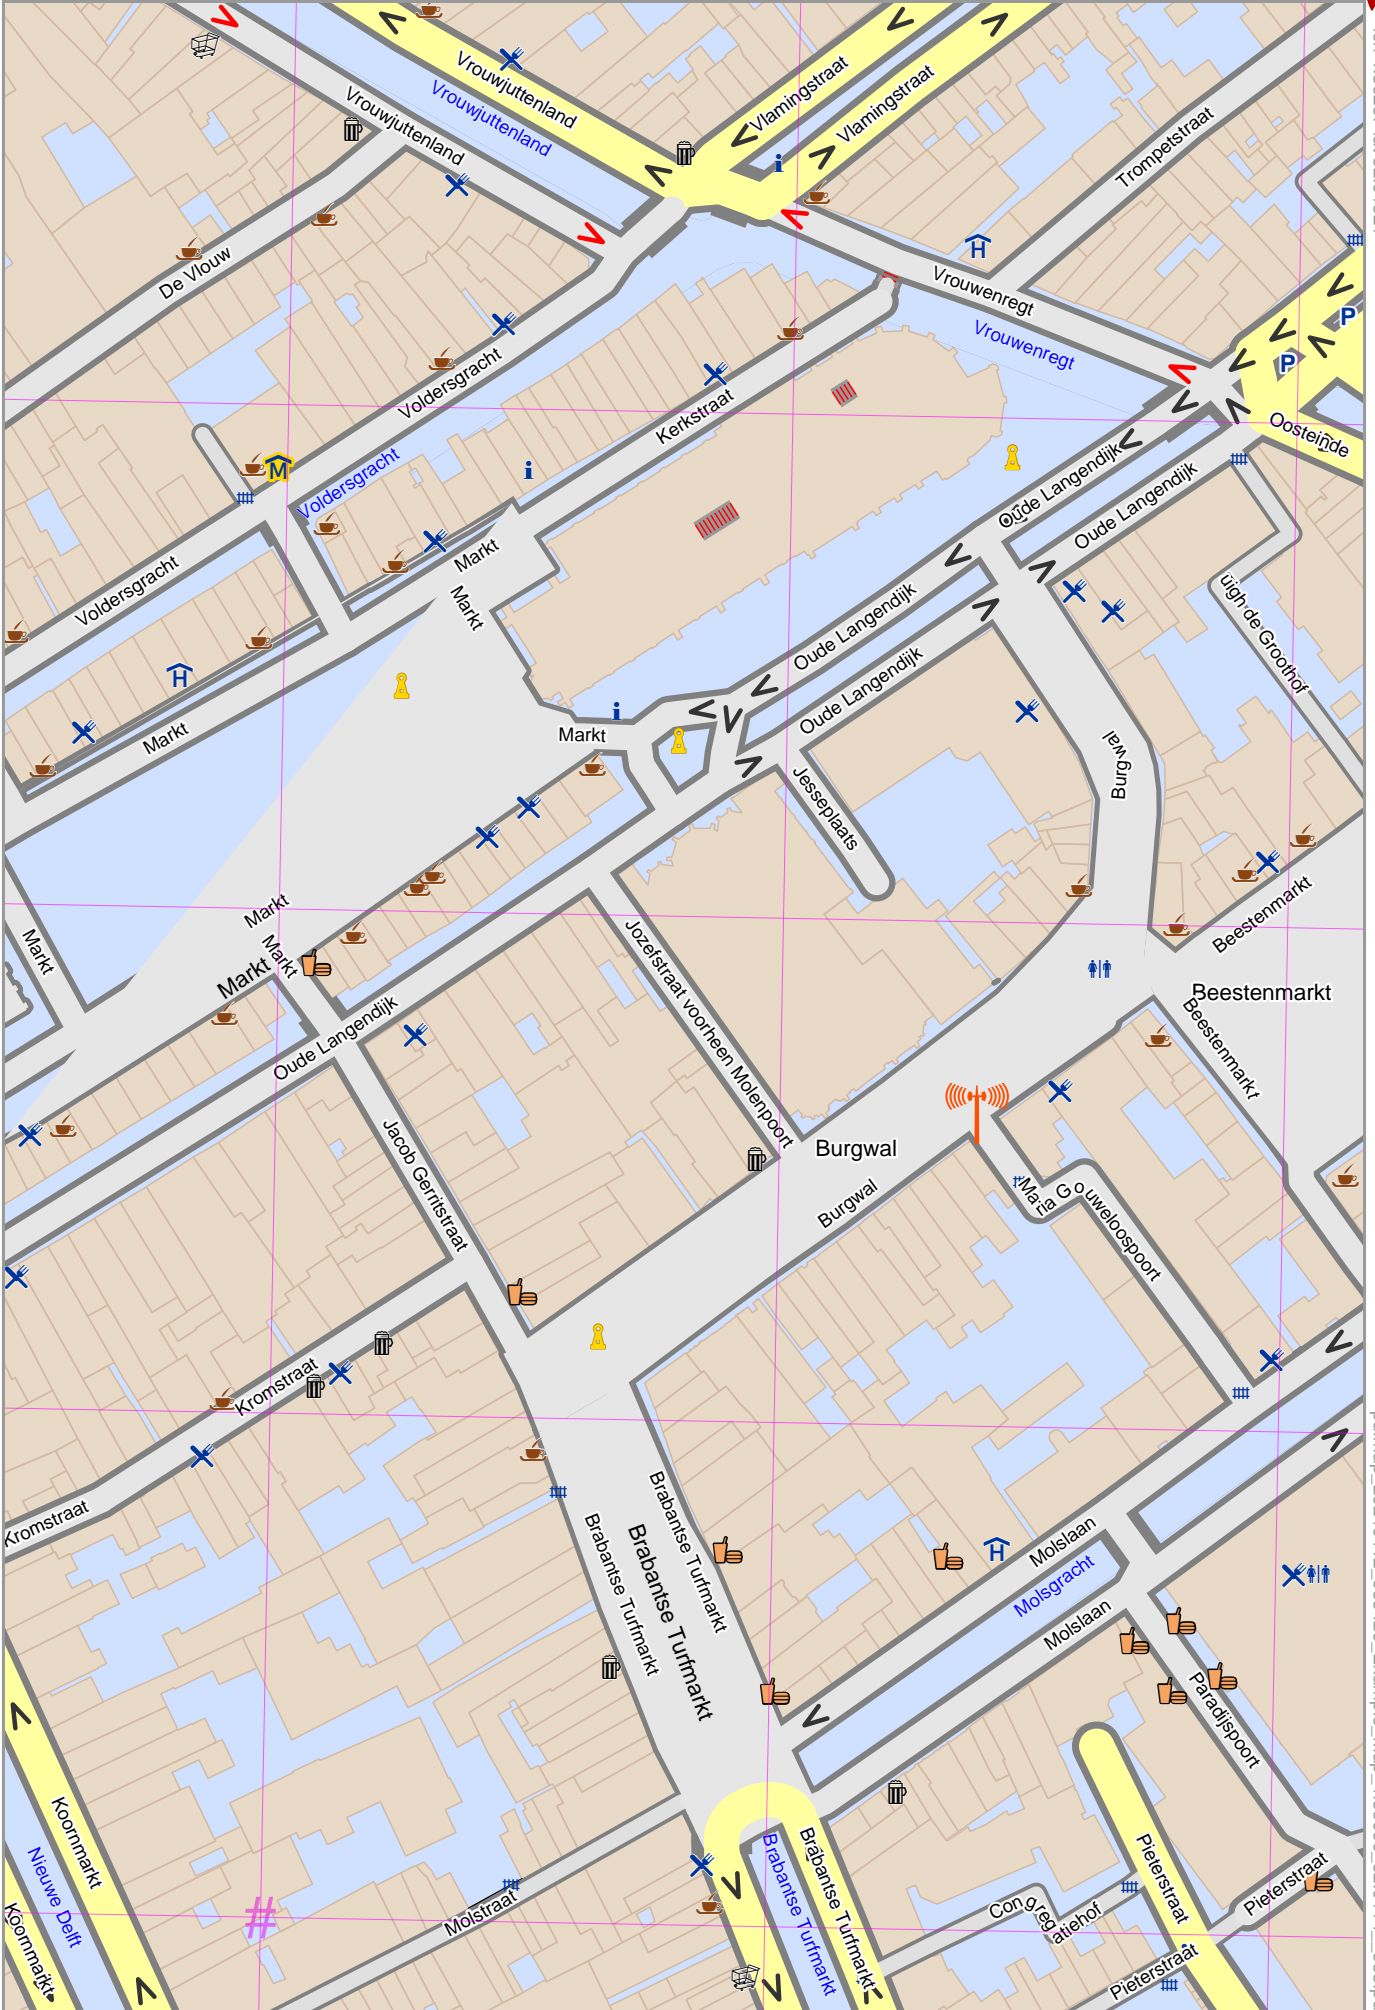 Vrouwjuttenland
Vrouwjuttenland
Vrouwjuttenland
Vlamingstraat
Vlamingstraat
Trompetstraat
i
H
De Vlouw
Vrouwenregt
Vrouwenregt
P
P
Voldersgracht
Kerkstraat
Oosteinde
M
Voldersgracht
i
Oude Langendijk
Oude Langendijk
Voldersgracht
Markt
Markt
Oude Langendijk
üigh de Groothof
H
Markt
i
Markt
Oude Langendijk
Burgwal
Jesseplaats
Markt
Markt
Markt
Markt
Beestenmarkt
Jozefstraat voorheen Molenpoort
Beestenmarkt
Beestenmarkt
Oude Langendijk
Jacob Gerritstraat
Burgwal
Burgwal
Maria Gouweloospoort
Kromstraat
Kromstraat
Brabantse Turfmarkt
Brabantse Turfmarkt
Brabantse Turfmarkt
H
Molslaan
Molsgracht
Molslaan
Paradijspoort
Koornmarkt
Nieuwe Delft
Koornmarkt
#
Molstraat
Brabantse Turfmarkt
Brabantse Turfmarkt
Pieterstraat
Pieterstraat
Congregatiehof
Pieterstraat